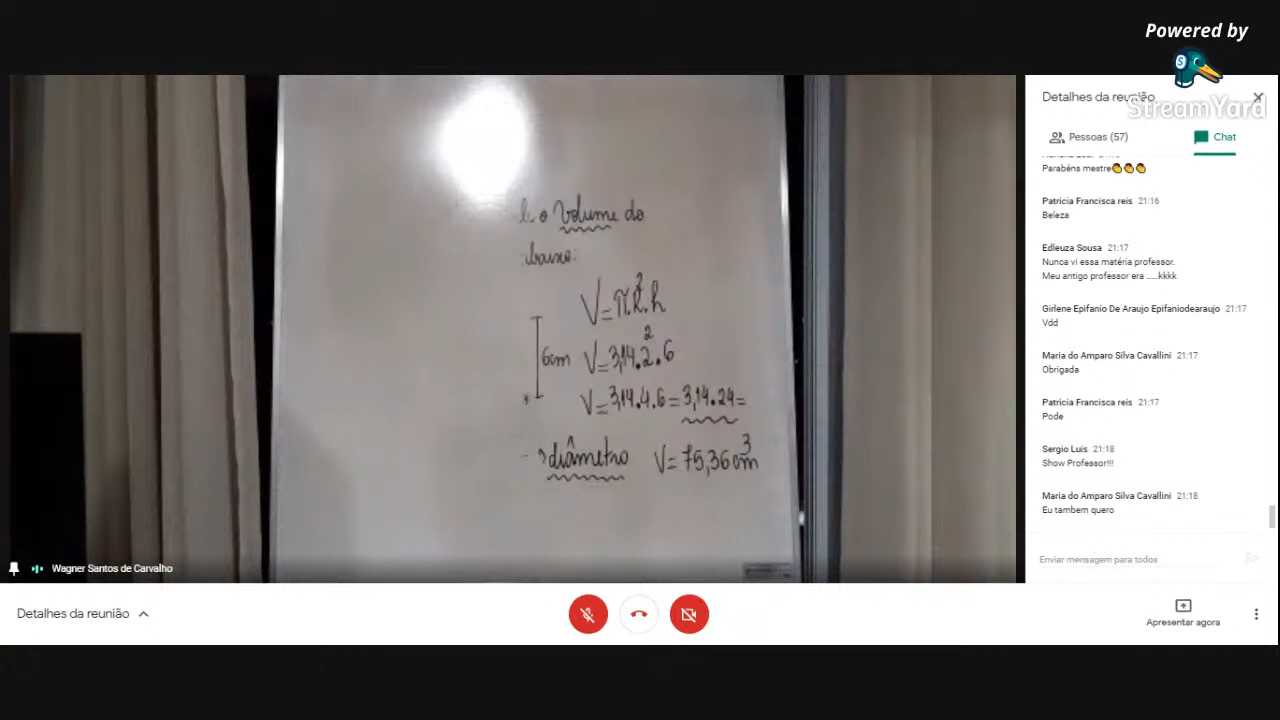 Powered by
StreamYard
o Volume do
V=π.R².h
6cm
V=3,14.2².6
V=3,14.4.6=3,14.24=
diâmetro
V=75,36cm³
Wagner Santos de Carvalho
Detalhes da reunião
Pessoas (57)
Chat
Parabéns mestre👏👏👏
Patricia Francisca reis 21:16
Beleza
Edleuza Sousa 21:17
Nunca vi essa matéria professor.
Meu antigo professor era .....kkkk
Girlene Epifanio De Araujo Epifaniodearaujo 21:17
Vdd
Maria do Amparo Silva Cavallini 21:17
Obrigada
Patricia Francisca reis 21:17
Pode
Sergio Luis 21:18
Show Professor!!!
Maria do Amparo Silva Cavallini 21:18
Eu tambem quero
Enviar mensagem para todos
Detalhes da reunião
Apresentar agora